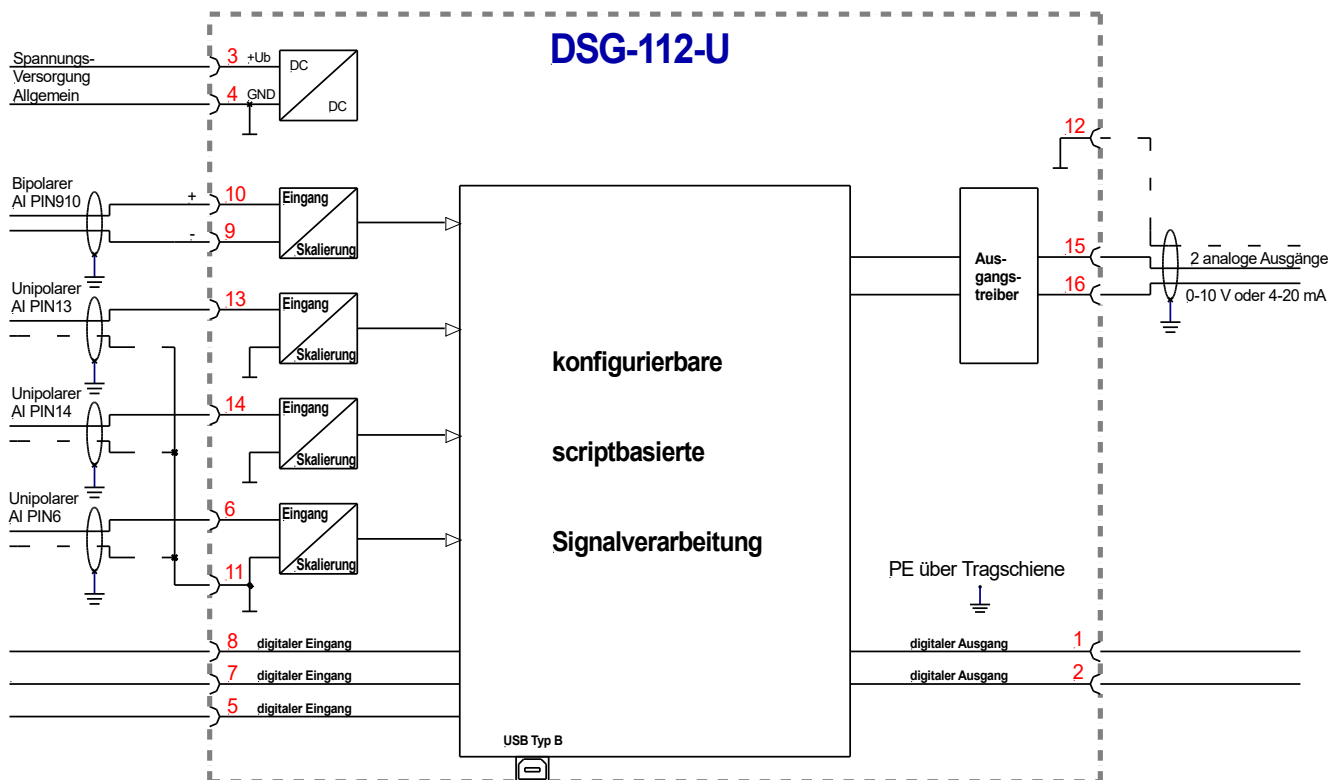 DSG-112-U
Spannungs-
Versorgung
Allgemein
3
+Ub
4
GND
DC
DC
Bipolarer
AI PIN910
+
-
10
9
Eingang
Skalierung
Unipolarer
AI PIN13
13
Eingang
Skalierung
Unipolarer
AI PIN14
14
Eingang
Skalierung
Unipolarer
AI PIN6
6
11
Eingang
Skalierung
8
digitaler Eingang
7
digitaler Eingang
5
digitaler Eingang
konfigurierbare
scriptbasierte
Signalverarbeitung
USB Typ B
Aus-
gangs-
treiber
12
15
16
2 analoge Ausgänge
0-10 V oder 4-20 mA
PE über Tragschiene
digitaler Ausgang
1
digitaler Ausgang
2